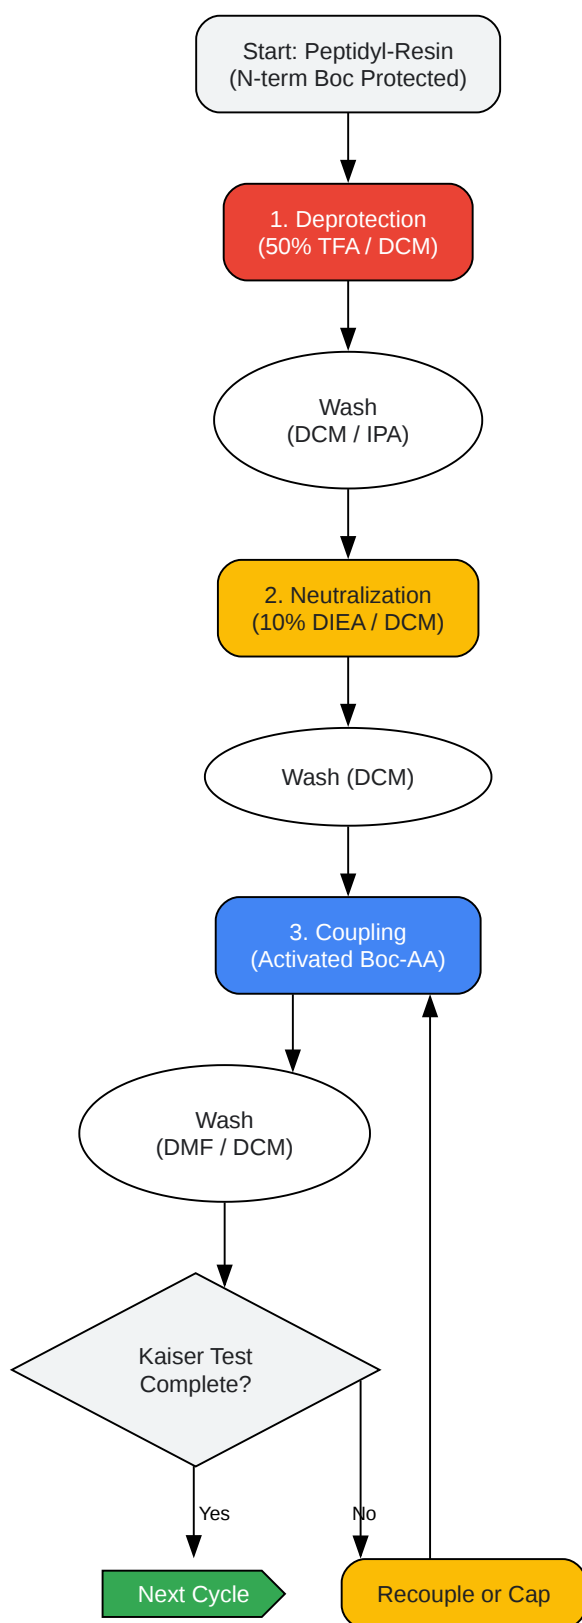 Start: Peptidyl-Resin
(N-term Boc Protected)
1. Deprotection
(50% TFA / DCM)
Wash
(DCM / IPA)
2. Neutralization
(10% DIEA / DCM)
Wash (DCM)
3. Coupling
(Activated Boc-AA)
Wash
(DMF / DCM)
Kaiser Test
Complete?
Yes
No
Next Cycle
Recouple or Cap